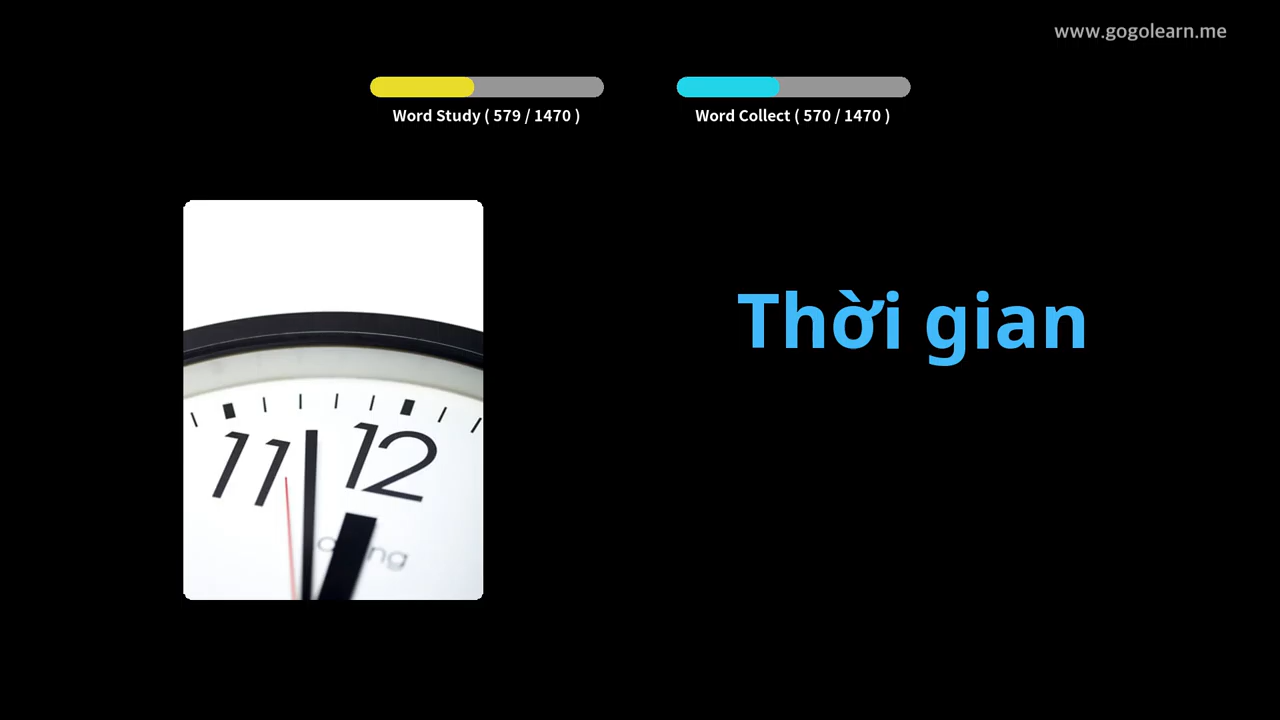 www.gogolearn.me
Word Study ( 579 / 1470 )
Word Collect ( 570 / 1470 )
Thời gian
11 12